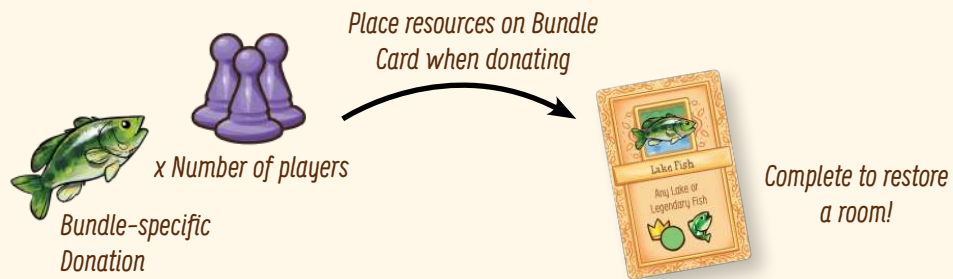 Place resources on Bundle
Card when donating
x Number of players
Bundle-specific
Donation
Lake Fish
Any Lake or
Legendary Fish
Complete to restore
a room!